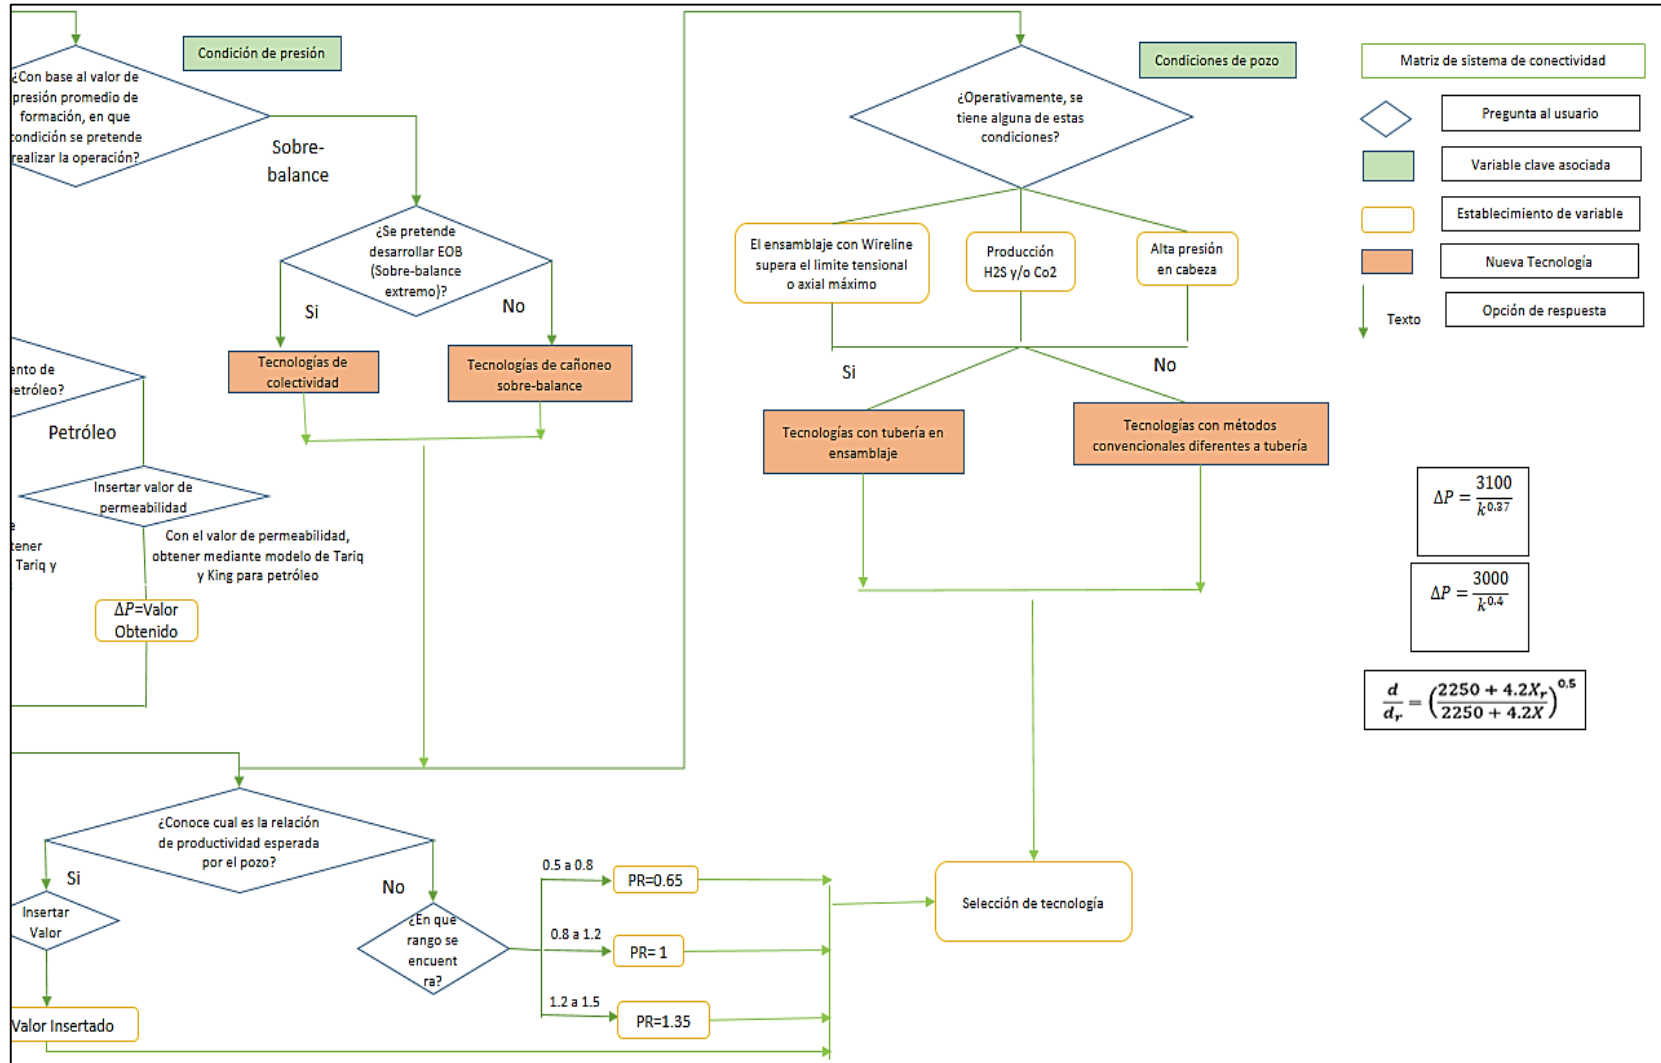 Condición de presión
¿Con base al valor de
presión promedio de
formación, en que
condición se pretende
realizar la operación?
Sobre-
balance
¿Se pretende
desarrollar EOB
(Sobre-balance
extremo)?
Si
No
Tecnologías de
colectividad
Tecnologías de cañoneo
sobre-balance
petróleo?
Petróleo
Insertar valor de
permeabilidad
Con el valor de permeabilidad,
obtener mediante modelo de Tariq
y King para petróleo
Tariq y
ΔP=Valor
Obtenido
Condiciones de pozo
¿Operativamente, se
tiene alguna de estas
condiciones?
El ensamblaje con Wireline
supera el limite tensional
o axial máximo
Producción
H2S y/o Co2
Alta presión
en cabeza
Si
No
Tecnologías con tubería en
ensamblaje
Tecnologías con métodos
convencionales diferentes a tubería
Matriz de sistema de conectividad
Pregunta al usuario
Variable clave asociada
Establecimiento de variable
Nueva Tecnología
Texto
Opción de respuesta
ΔP = 3100/k^0.37
ΔP = 3000/k^0.4
d/d_r = ((2250 + 4.2X_r)/(2250 + 4.2X))^0.5
¿Conoce cual es la relación
de productividad esperada
por el pozo?
Si
No
Insertar
Valor
Valor Insertado
¿En que
rango se
encuent
ra?
0.5 a 0.8
PR=0.65
0.8 a 1.2
PR= 1
1.2 a 1.5
PR=1.35
Selección de tecnología